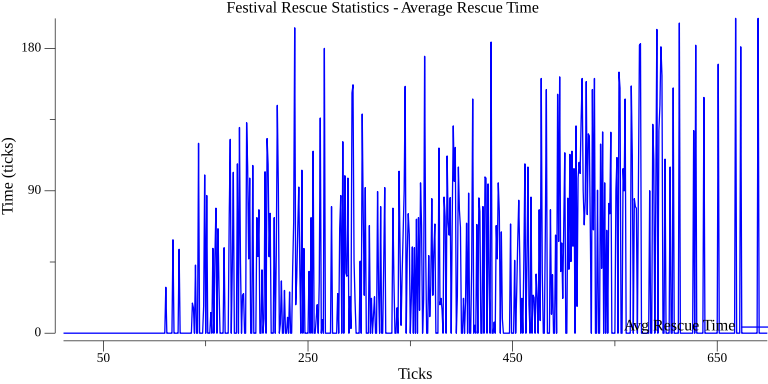 Festival Rescue Statistics - Average Rescue Time
180
Time (ticks)
90
Avg Rescue Time
0
50
250
450
650
Ticks